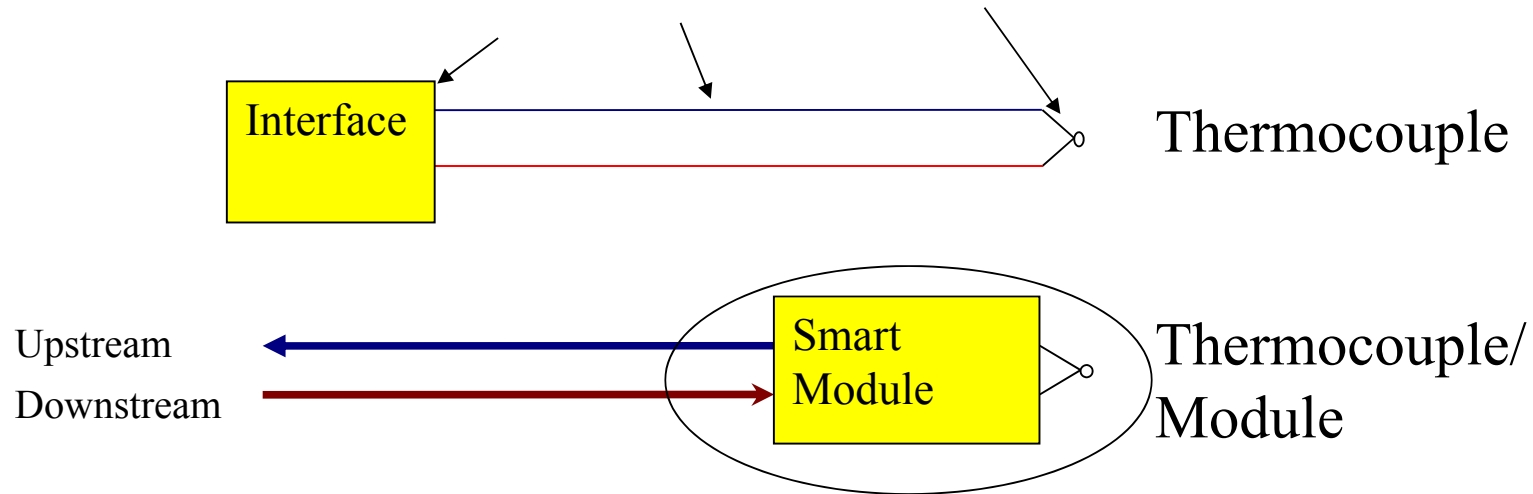 Interface
Thermocouple
Upstream
Downstream
Smart
Module
Thermocouple/
Module